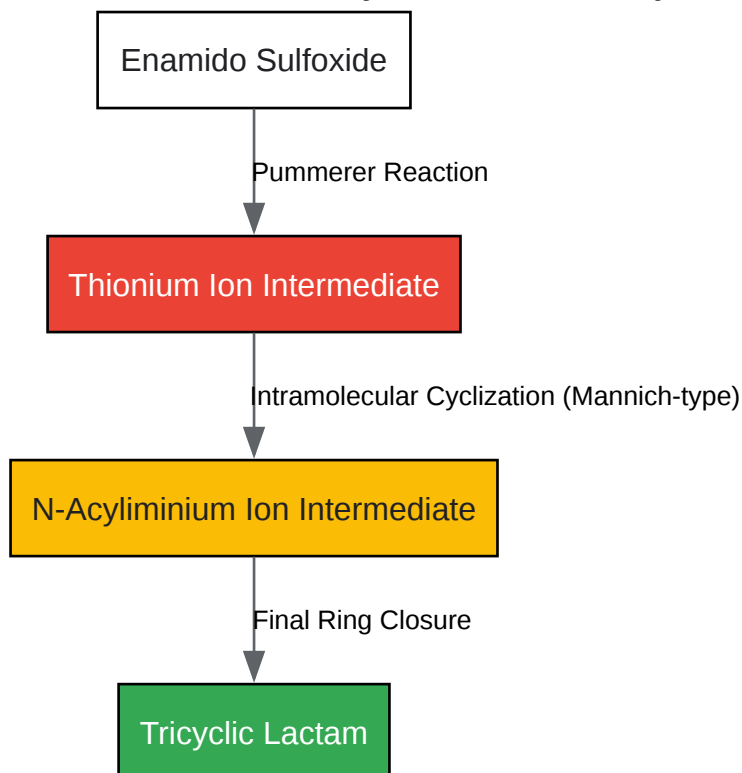 Enamido Sulfoxide
Pummerer Reaction
Thionium Ion Intermediate
Intramolecular Cyclization (Mannich-type)
N-Acyliminium Ion Intermediate
Final Ring Closure
Tricyclic Lactam